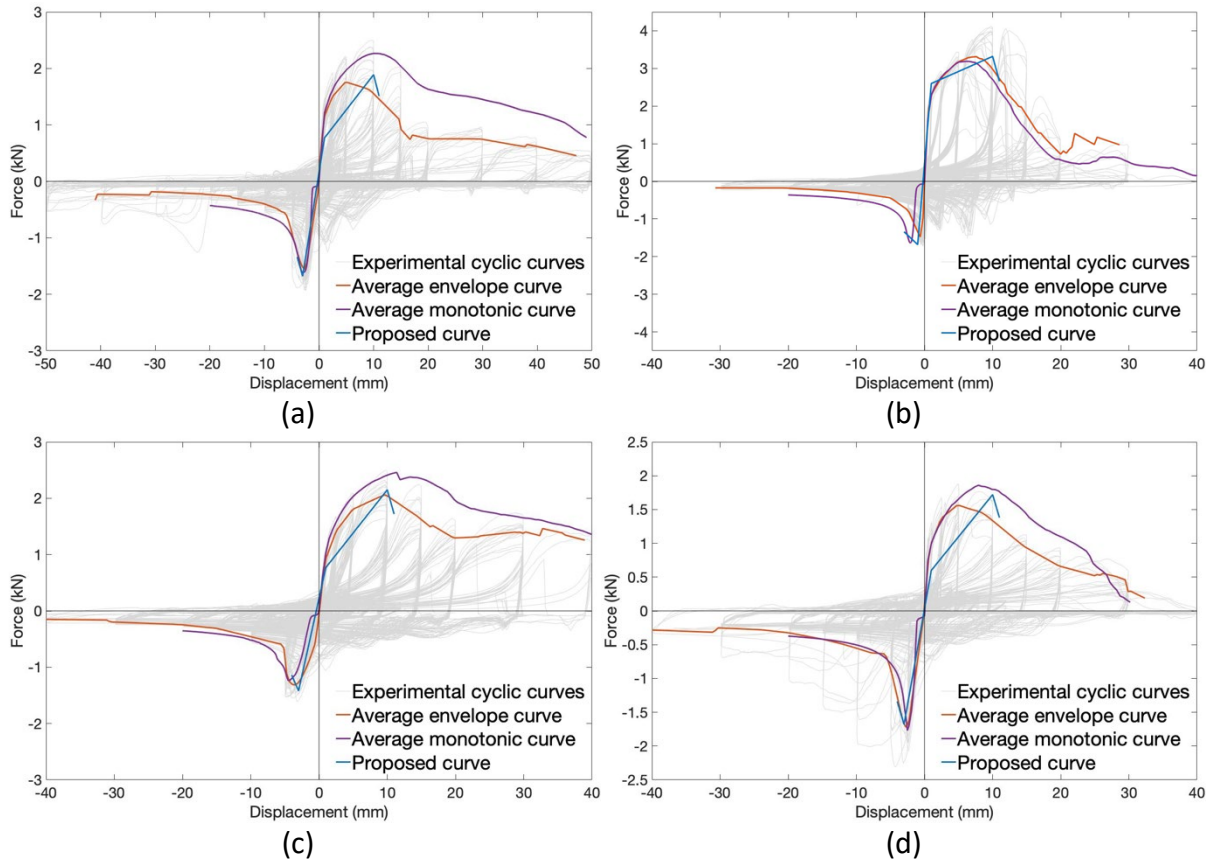 3
2
1
0
-1
-2
-3
Force (kN)
-50 -40 -30 -20 -10 0 10 20 30 40 50
Displacement (mm)
Experimental cyclic curves
Average envelope curve
Average monotonic curve
Proposed curve
(a)
4
3
2
1
0
-1
-2
-3
-4
Force (kN)
-40 -30 -20 -10 0 10 20 30 40
Displacement (mm)
Experimental cyclic curves
Average envelope curve
Average monotonic curve
Proposed curve
(b)
3
2
1
0
-1
-2
-3
Force (kN)
-40 -30 -20 -10 0 10 20 30 40
Displacement (mm)
Experimental cyclic curves
Average envelope curve
Average monotonic curve
Proposed curve
(c)
2.5
2
1.5
1
0.5
0
-0.5
-1
-1.5
-2
-2.5
Force (kN)
-40 -30 -20 -10 0 10 20 30 40
Displacement (mm)
Experimental cyclic curves
Average envelope curve
Average monotonic curve
Proposed curve
(d)